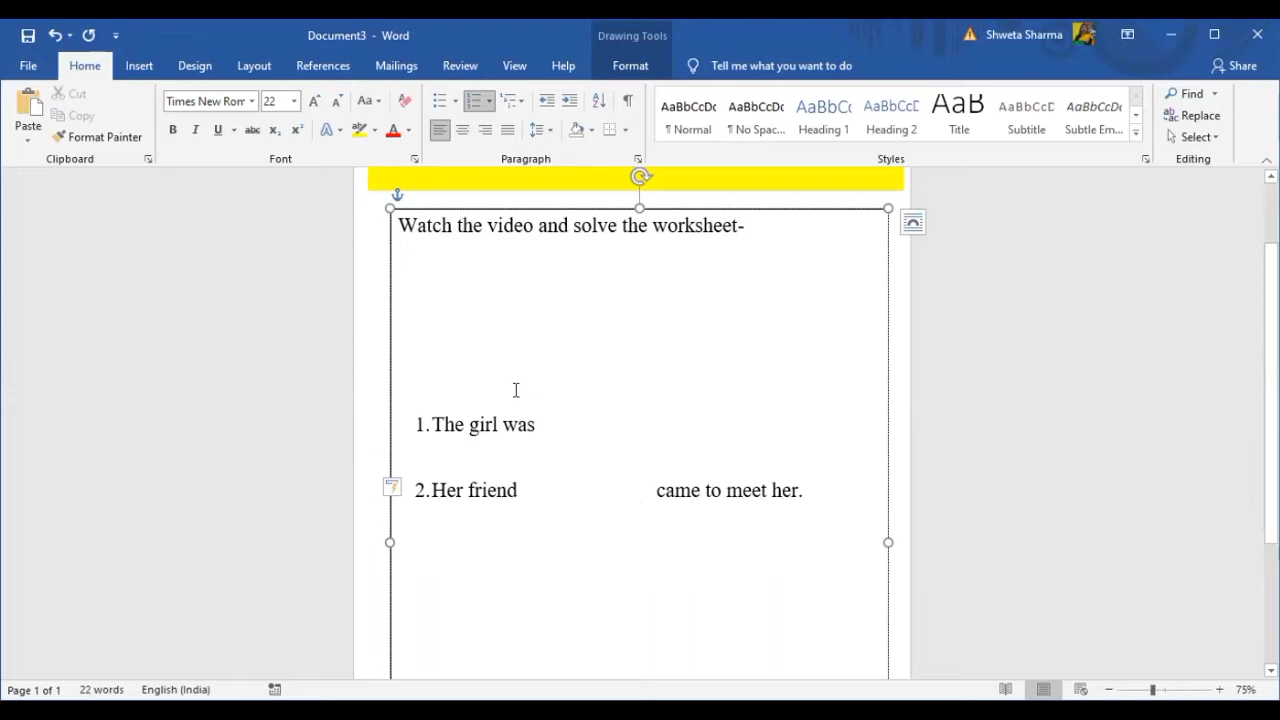 Document3 - Word
Drawing Tools
Shweta Sharma
File Home Insert Design Layout References Mailings Review View Help Format Tell me what you want to do Share
Paste
Cut
Copy
Format Painter
Clipboard
Times New Rom 22
Font
Paragraph
AaBbCcDc
¶ Normal
AaBbCcDc
¶ No Spac...
AaBbCc
Heading 1
AaBbCcD
Heading 2
AaB
Title
AaBbCcD
Subtitle
AaBbCcD
Subtle Em...
Styles
Find
Replace
Select
Editing
Watch the video and solve the worksheet-
1. The girl was
2. Her friend came to meet her.
Page 1 of 1 22 words English (India) 75%